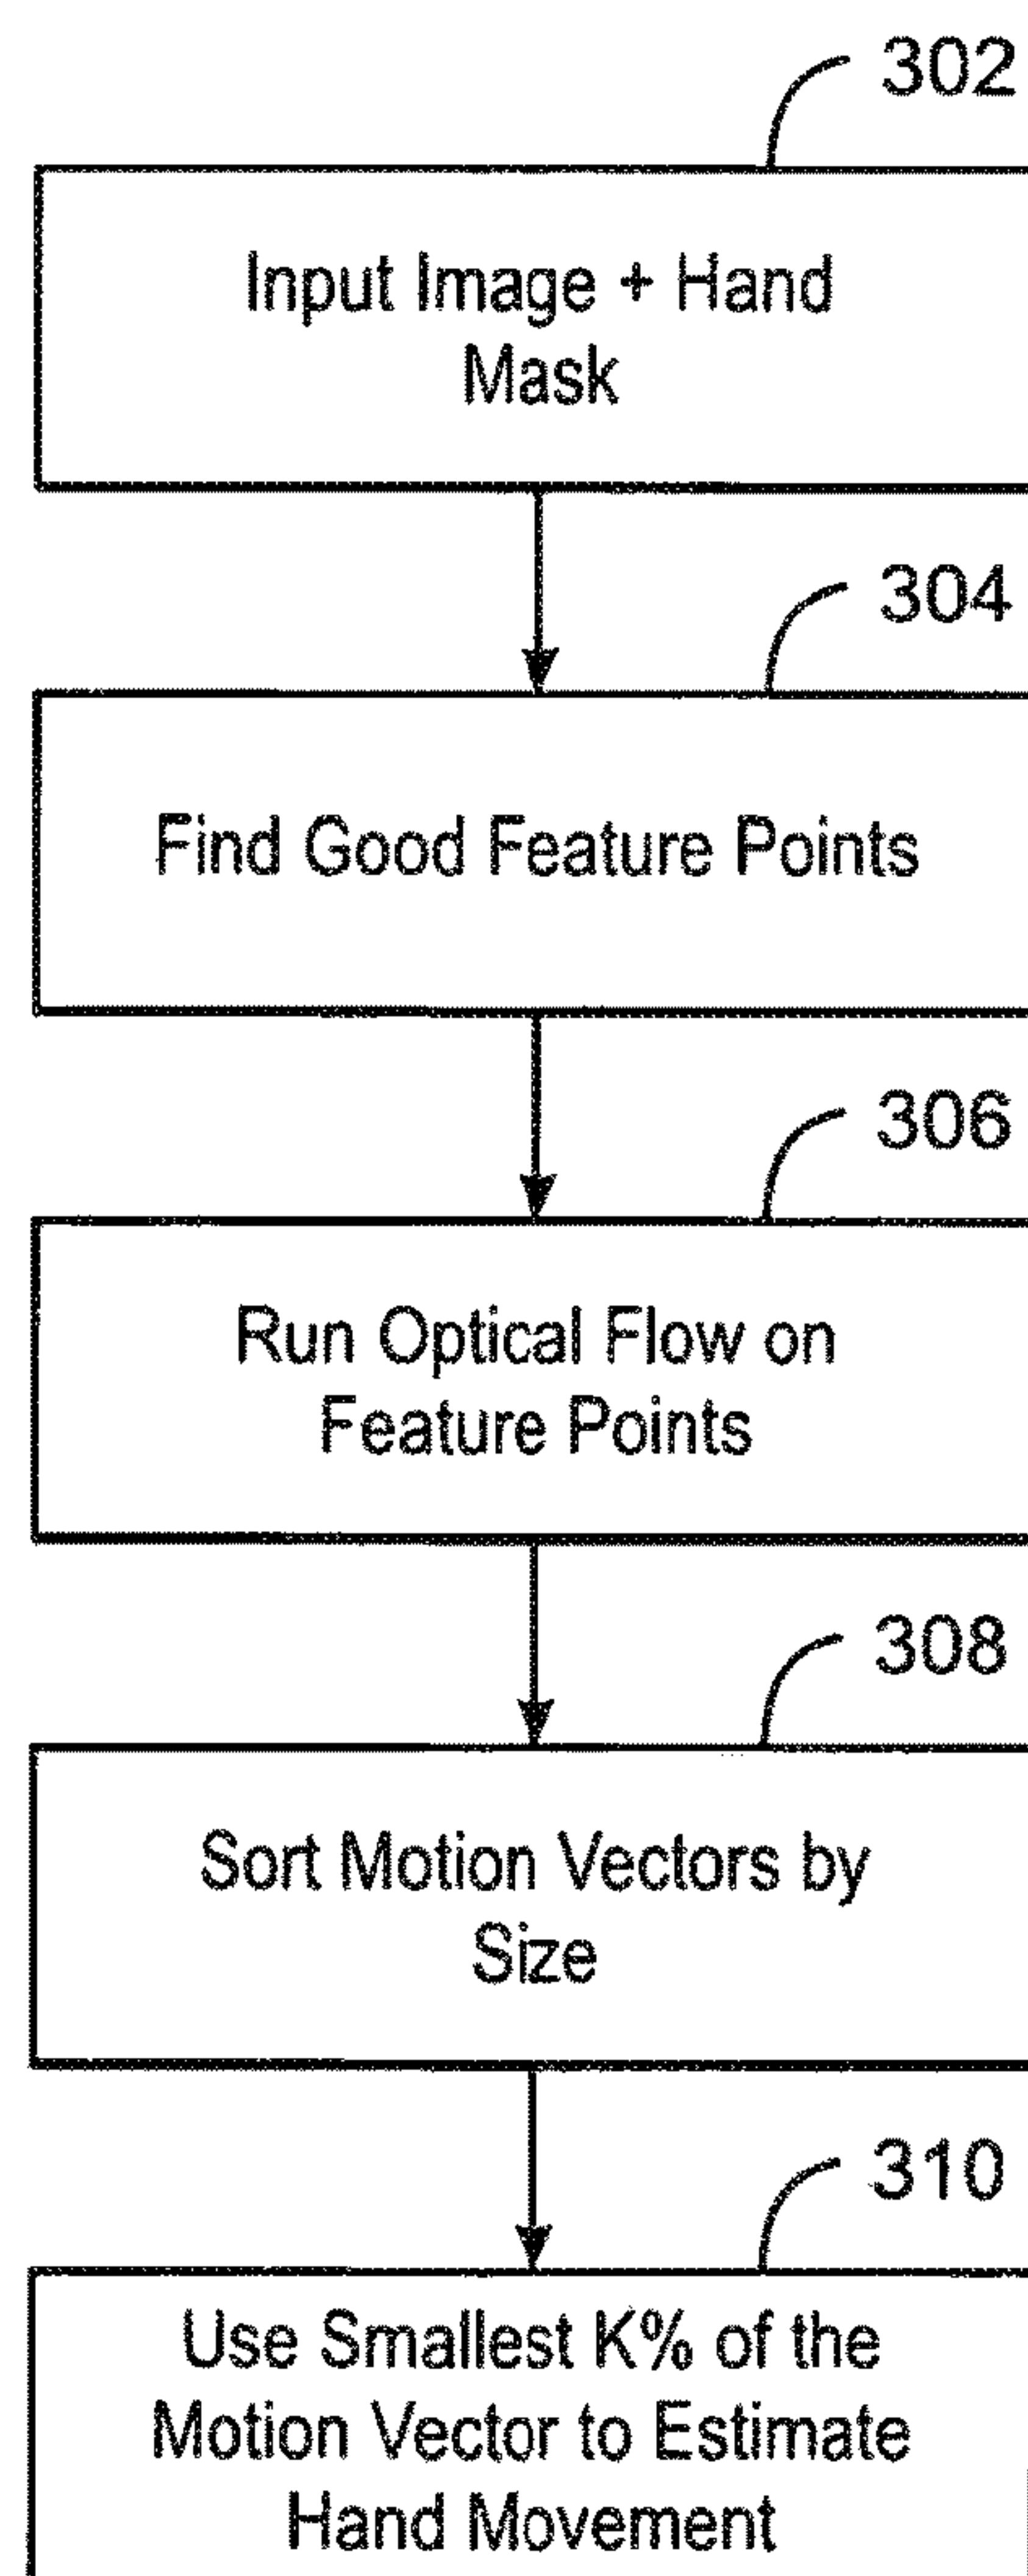 302
Input Image + Hand
Mask
304
Find Good Feature Points
306
Run Optical Flow on
Feature Points
308
Sort Motion Vectors by
Size
310
Use Smallest K% of the
Motion Vector to Estimate
Hand Movement